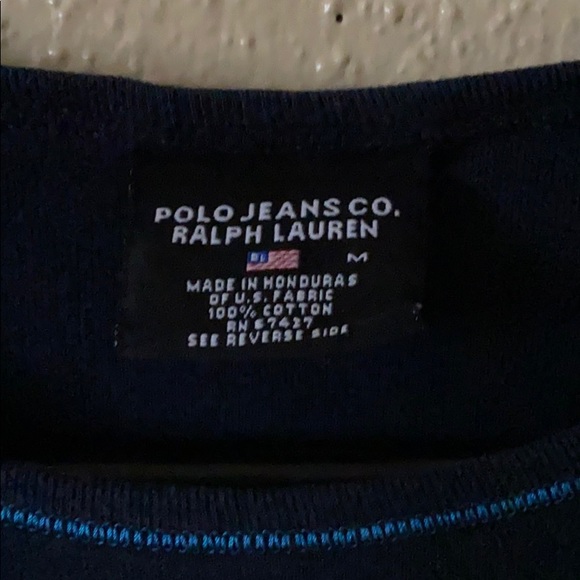 POLO JEANS CO.
RALPH LAUREN
M
MADE IN HONDURAS
OF U.S. FABRIC
100% COTTON
RN 67427
SEE REVERSE SIDE